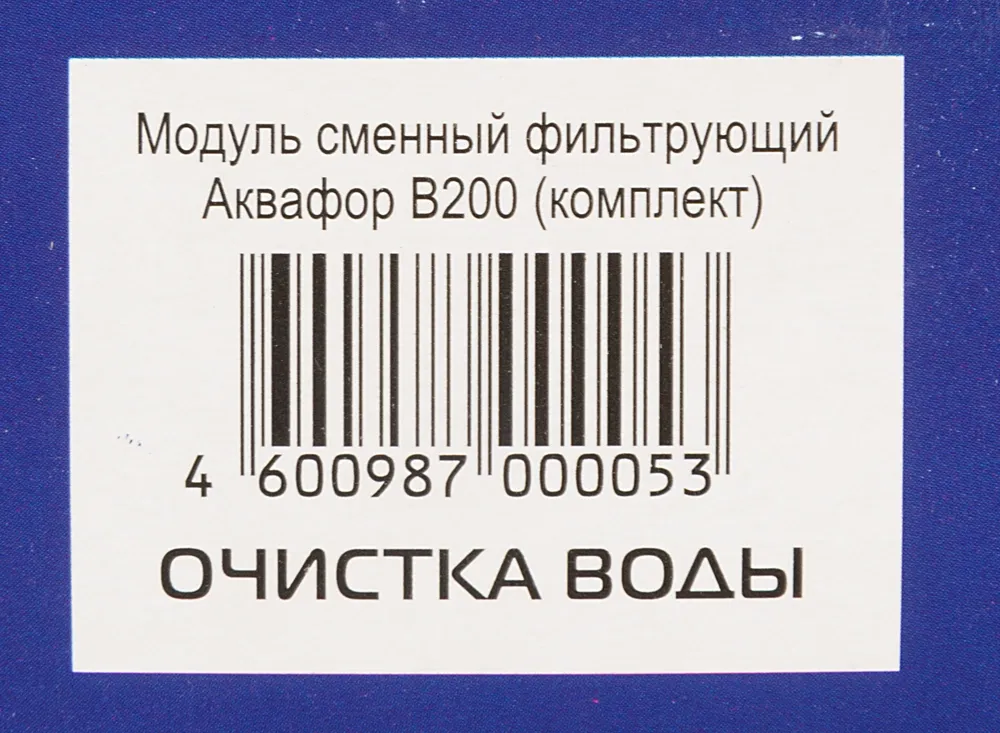 Модуль сменный фильтрующий
Аквафор В200 (комплект)
4 600987 000053
ОЧИСТКА ВОДЫ